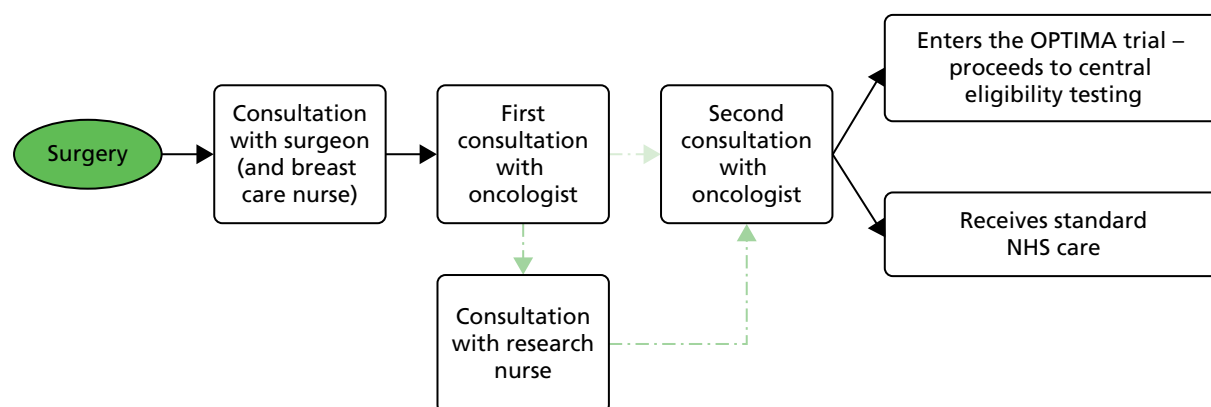 Surgery
Consultation
with surgeon
(and breast
care nurse)
First
consultation
with
oncologist
Consultation
with research
nurse
Second
consultation
with
oncologist
Enters the OPTIMA trial –
proceeds to central
eligibility testing
Receives standard
NHS care